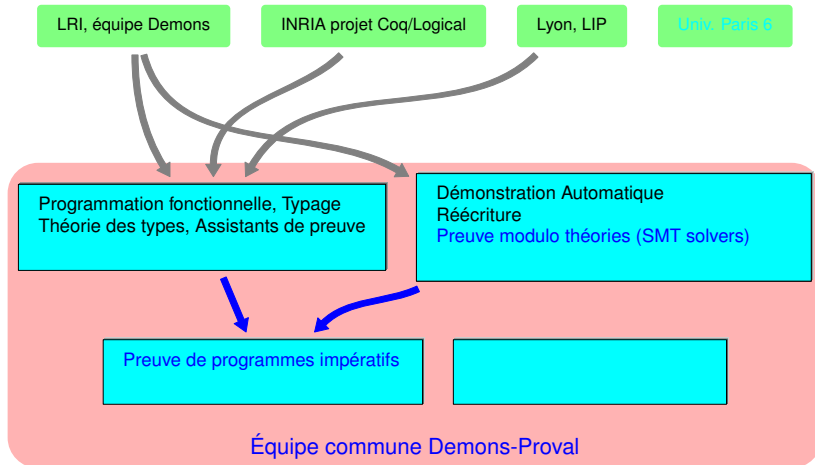 LRI, équipe Demons
INRIA projet Coq/Logical
Lyon, LIP
Univ. Paris 6
Programmation fonctionnelle, Typage
Théorie des types, Assistants de preuve
Démonstration Automatique
Réécriture
Preuve modulo théories (SMT solvers)
Preuve de programmes impératifs
Équipe commune Demons-Proval